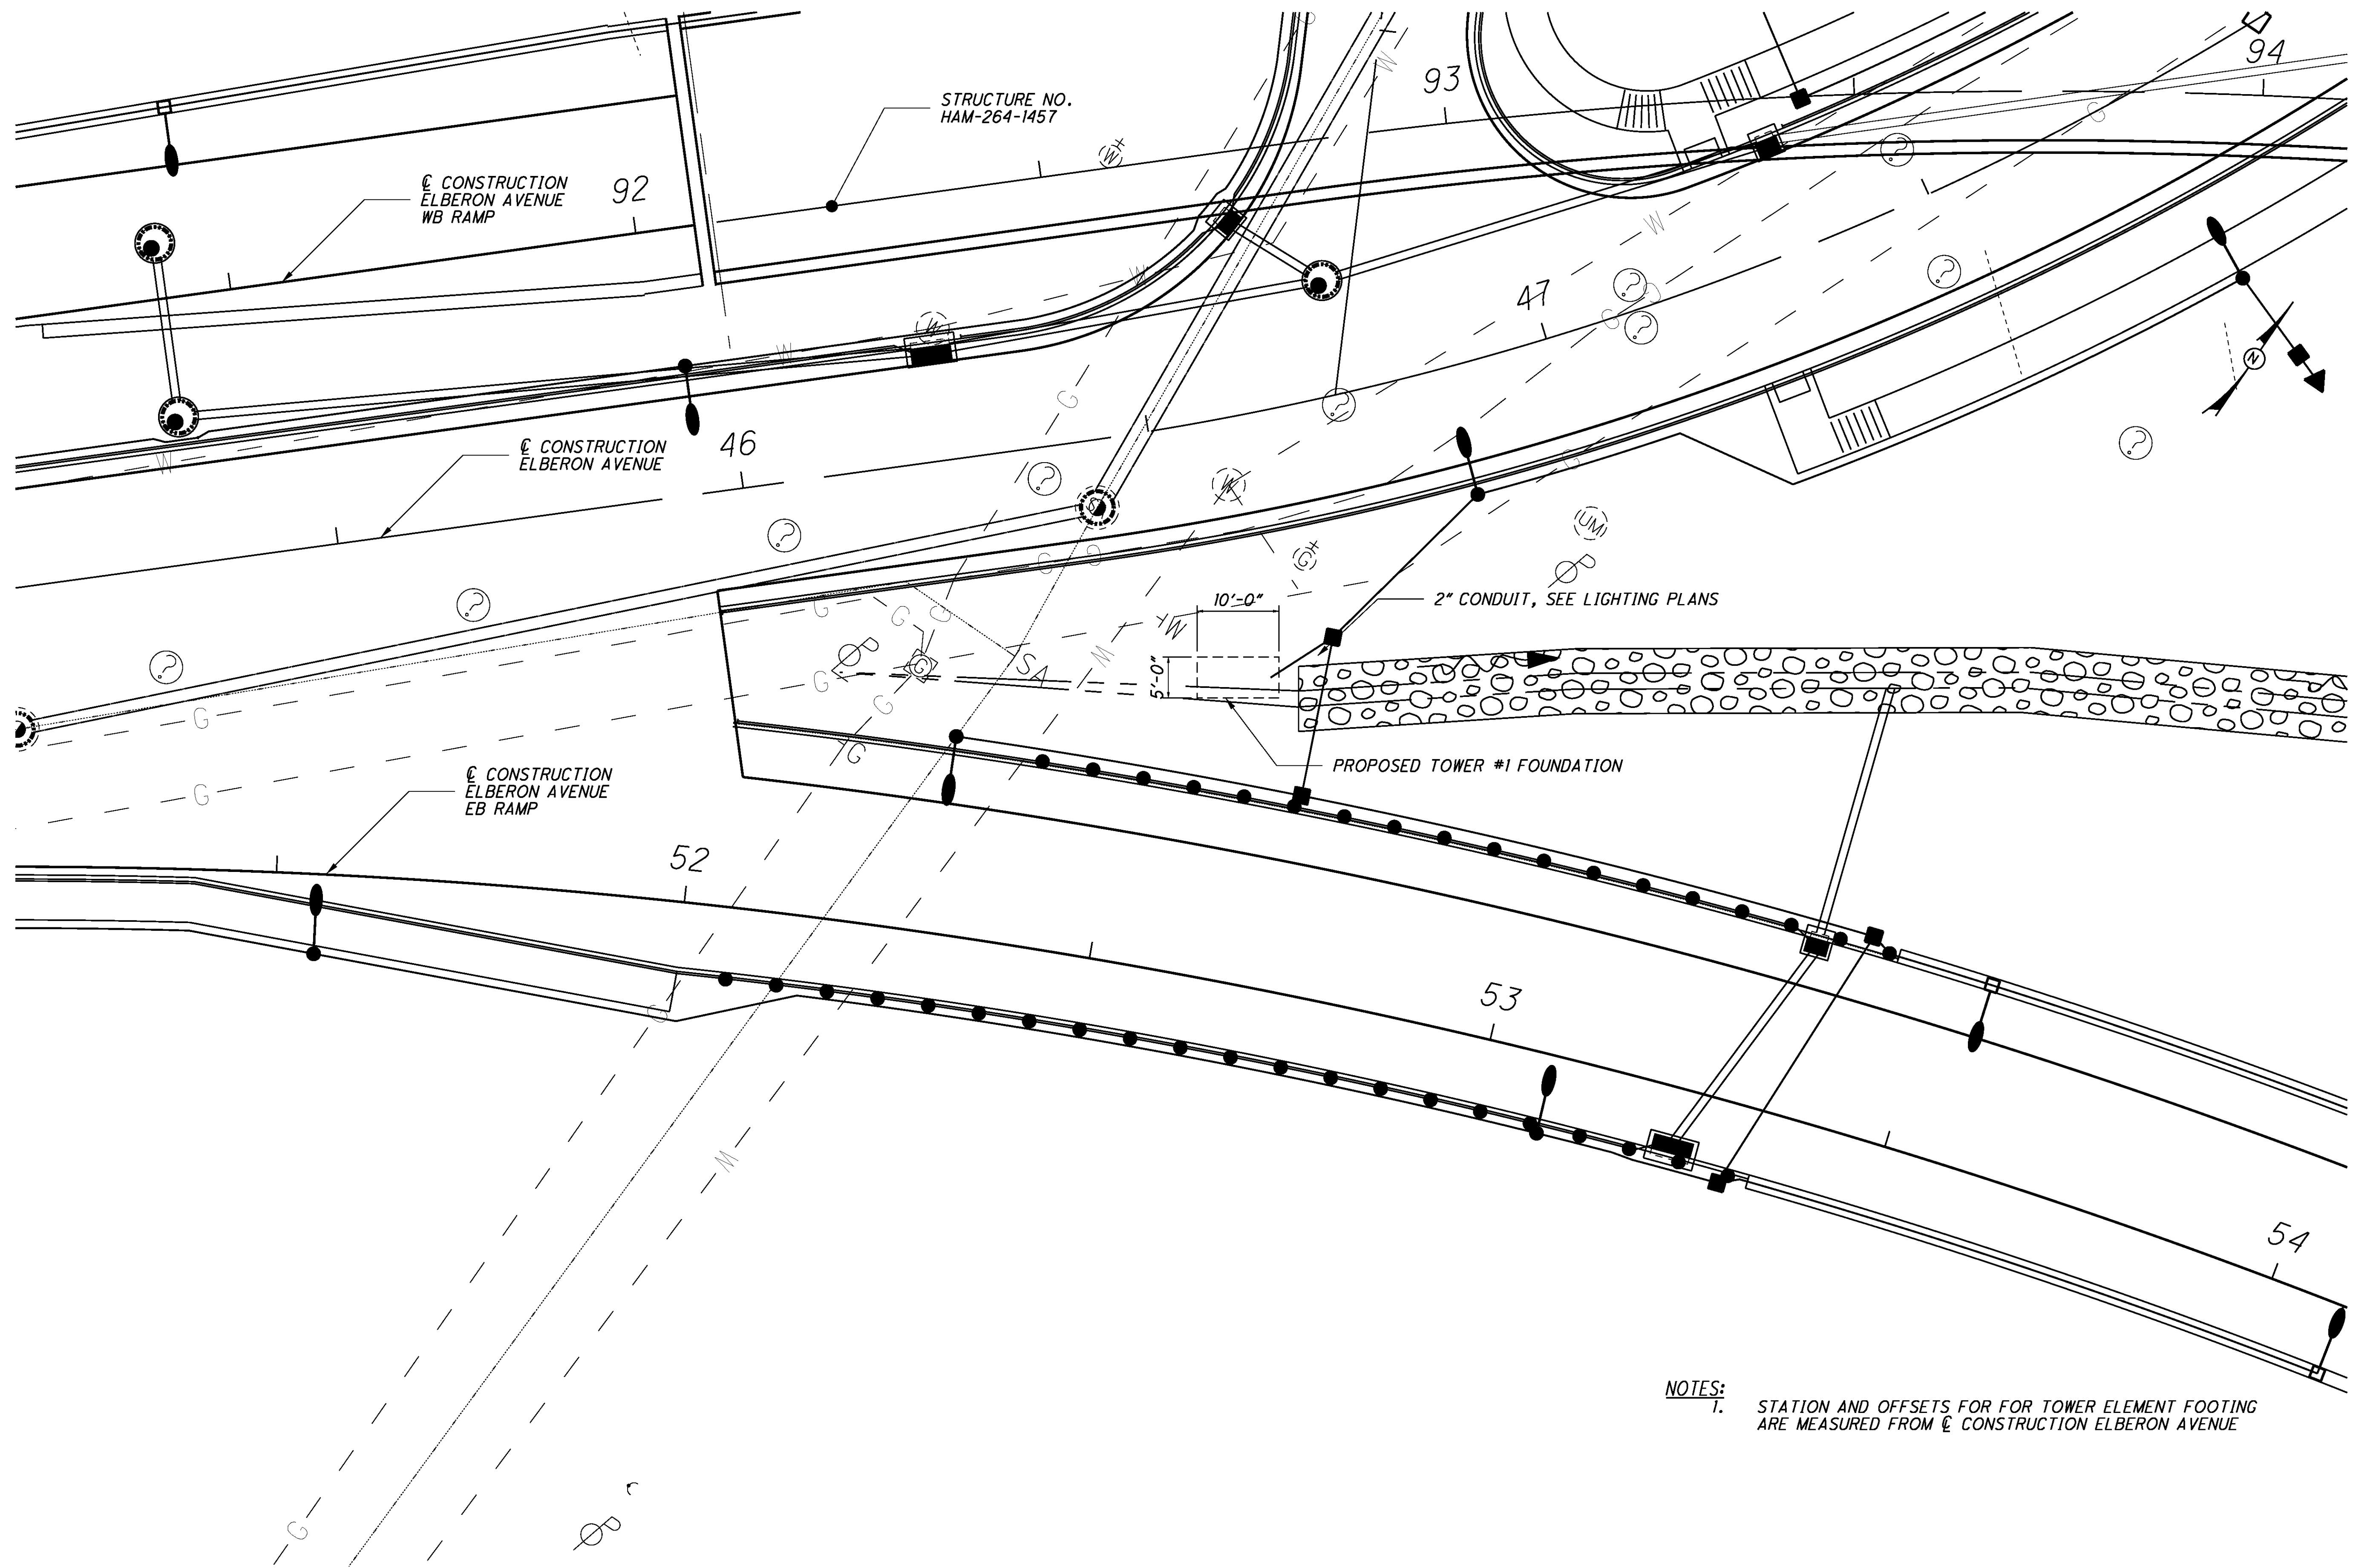 94
93
STRUCTURE NO.
HAM-264-1457
W
W
G
℄ CONSTRUCTION
ELBERON AVENUE
WB RAMP
92
W
W
47
G
N
W
W
G
℄ CONSTRUCTION
ELBERON AVENUE
46
W
W
S
G
UM
G
G
G
P
10'-0"
2" CONDUIT, SEE LIGHTING PLANS
G
G
G
W
P
G
M
SA
5'-0"
G
G
G
G
PROPOSED TOWER #1 FOUNDATION
℄ CONSTRUCTION
ELBERON AVENUE
EB RAMP
G
52
53
G
M
54
NOTES:
1. STATION AND OFFSETS FOR FOR TOWER ELEMENT FOOTING
ARE MEASURED FROM ℄ CONSTRUCTION ELBERON AVENUE
G
P